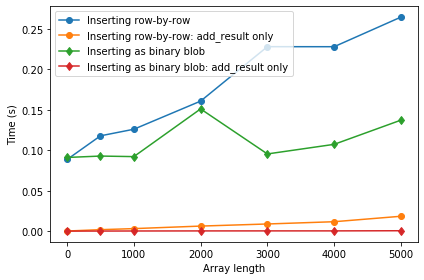 Inserting row-by-row
Inserting row-by-row: add_result only
Inserting as binary blob
Inserting as binary blob: add_result only
0.25
0.20
0.15
0.10
0.05
0.00
Time (s)
0
1000
2000
3000
4000
5000
Array length